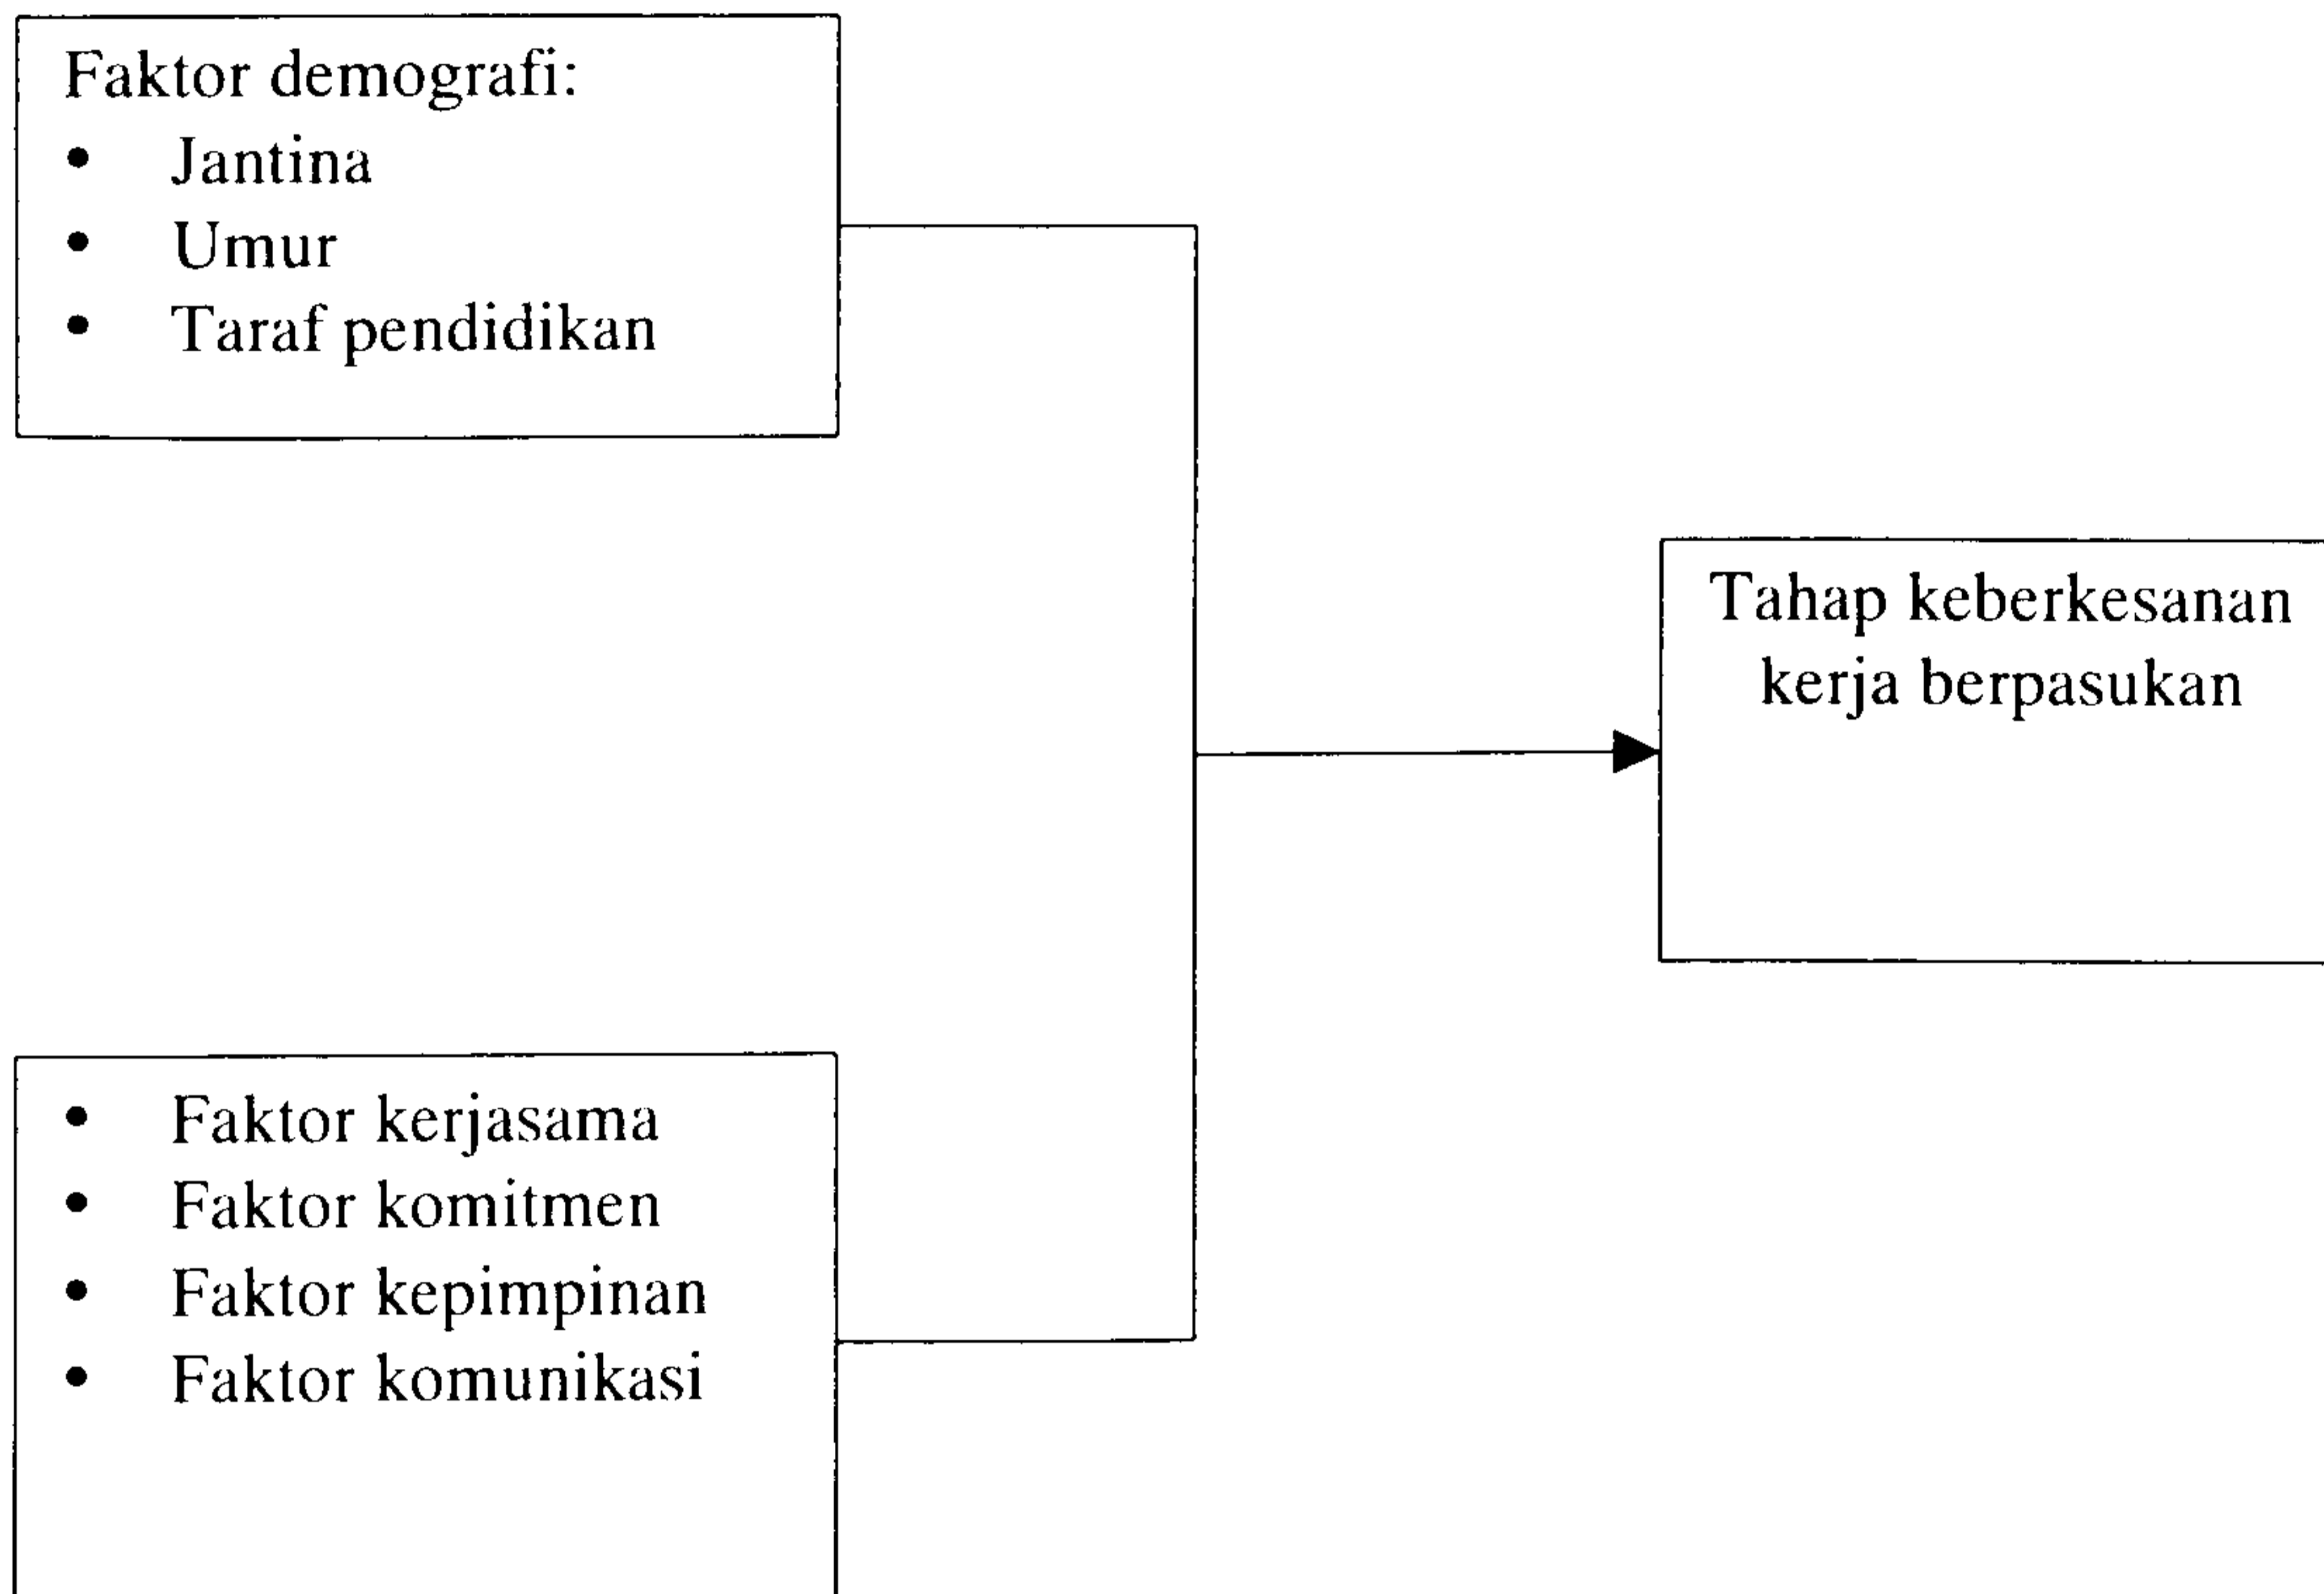 Faktor demografi:
• Jantina
• Umur
• Taraf pendidikan
Tahap keberkesanan
kerja berpasukan
• Faktor kerjasama
• Faktor komitmen
• Faktor kepimpinan
• Faktor komunikasi